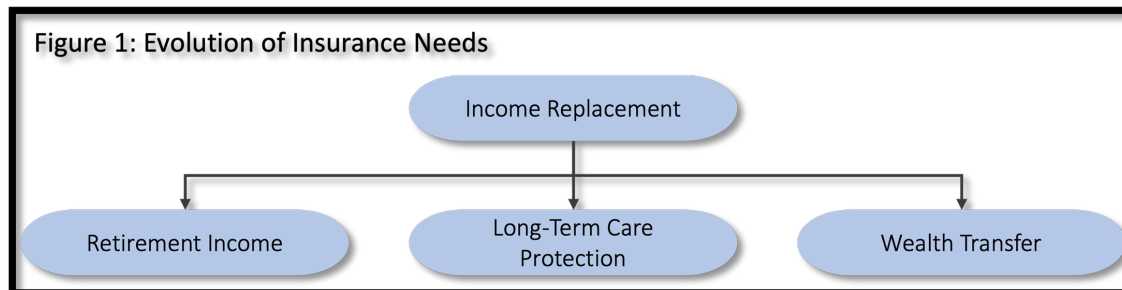 Figure 1: Evolution of Insurance Needs
Income Replacement
Retirement Income
Long-Term Care
Protection
Wealth Transfer